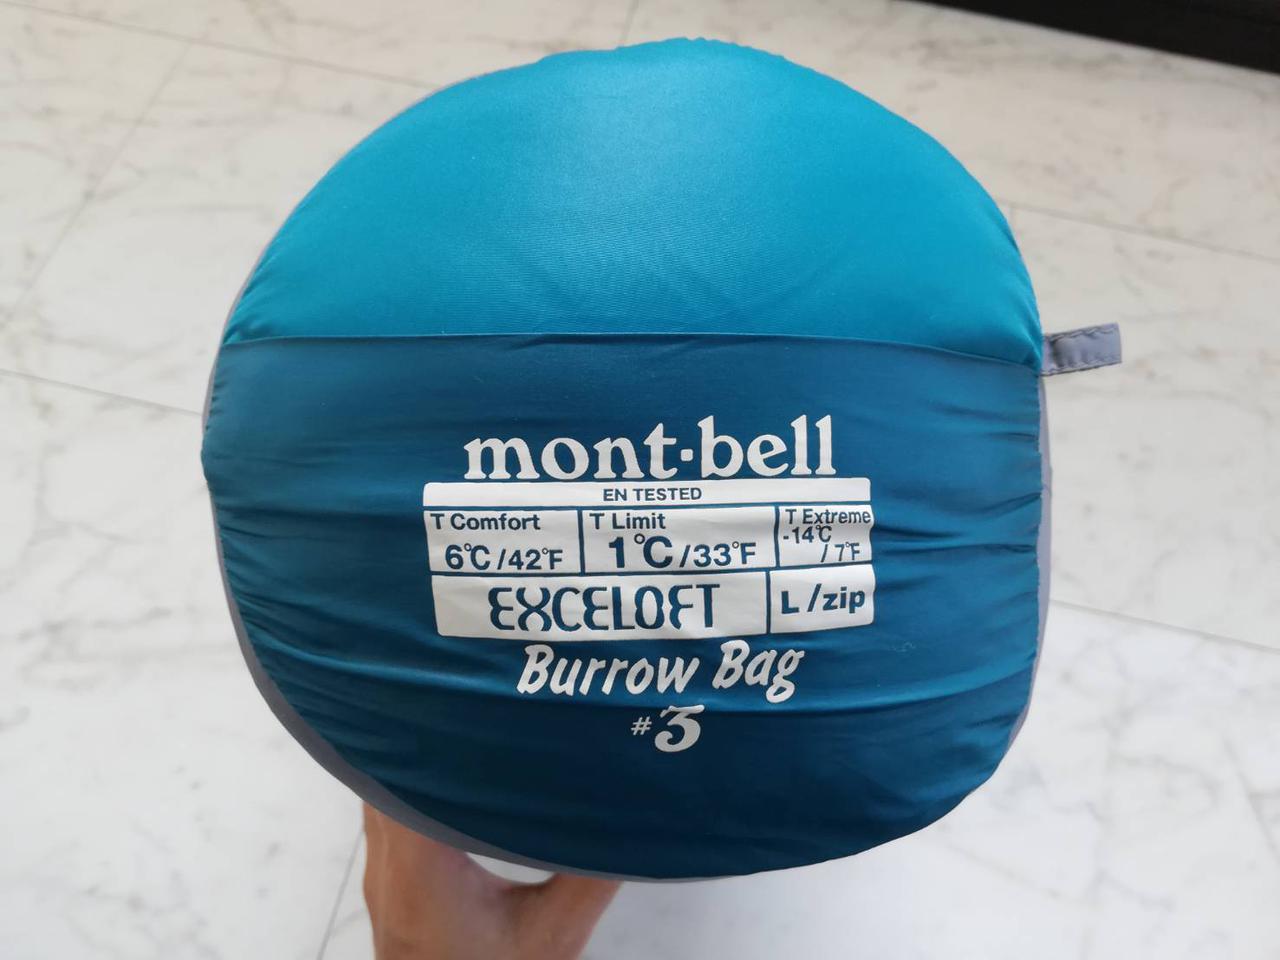 mont-bell
EN TESTED
T Comfort T Limit T Extreme
6℃/42℉ 1℃/33℉ -14℃/7℉
EXCELOFT L/zip
Burrow Bag
#3